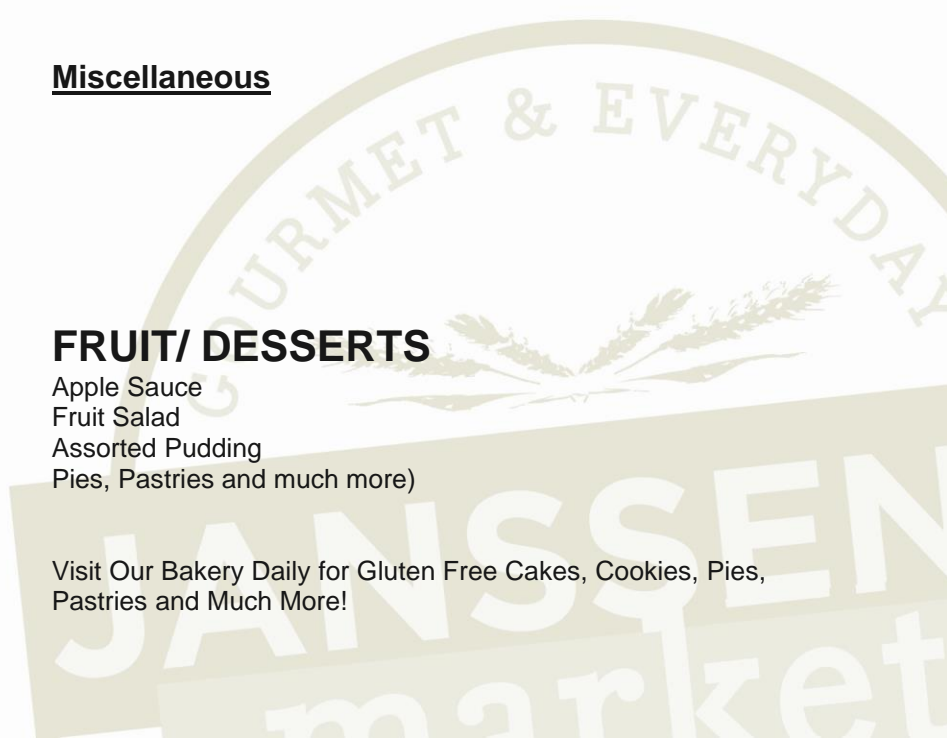 Miscellaneous
GOURMET & EVERYDAY
FRUIT/ DESSERTS
Apple Sauce
Fruit Salad
Assorted Pudding
Pies, Pastries and much more)
JANSSEN
Visit Our Bakery Daily for Gluten Free Cakes, Cookies, Pies,
Pastries and Much More!
market